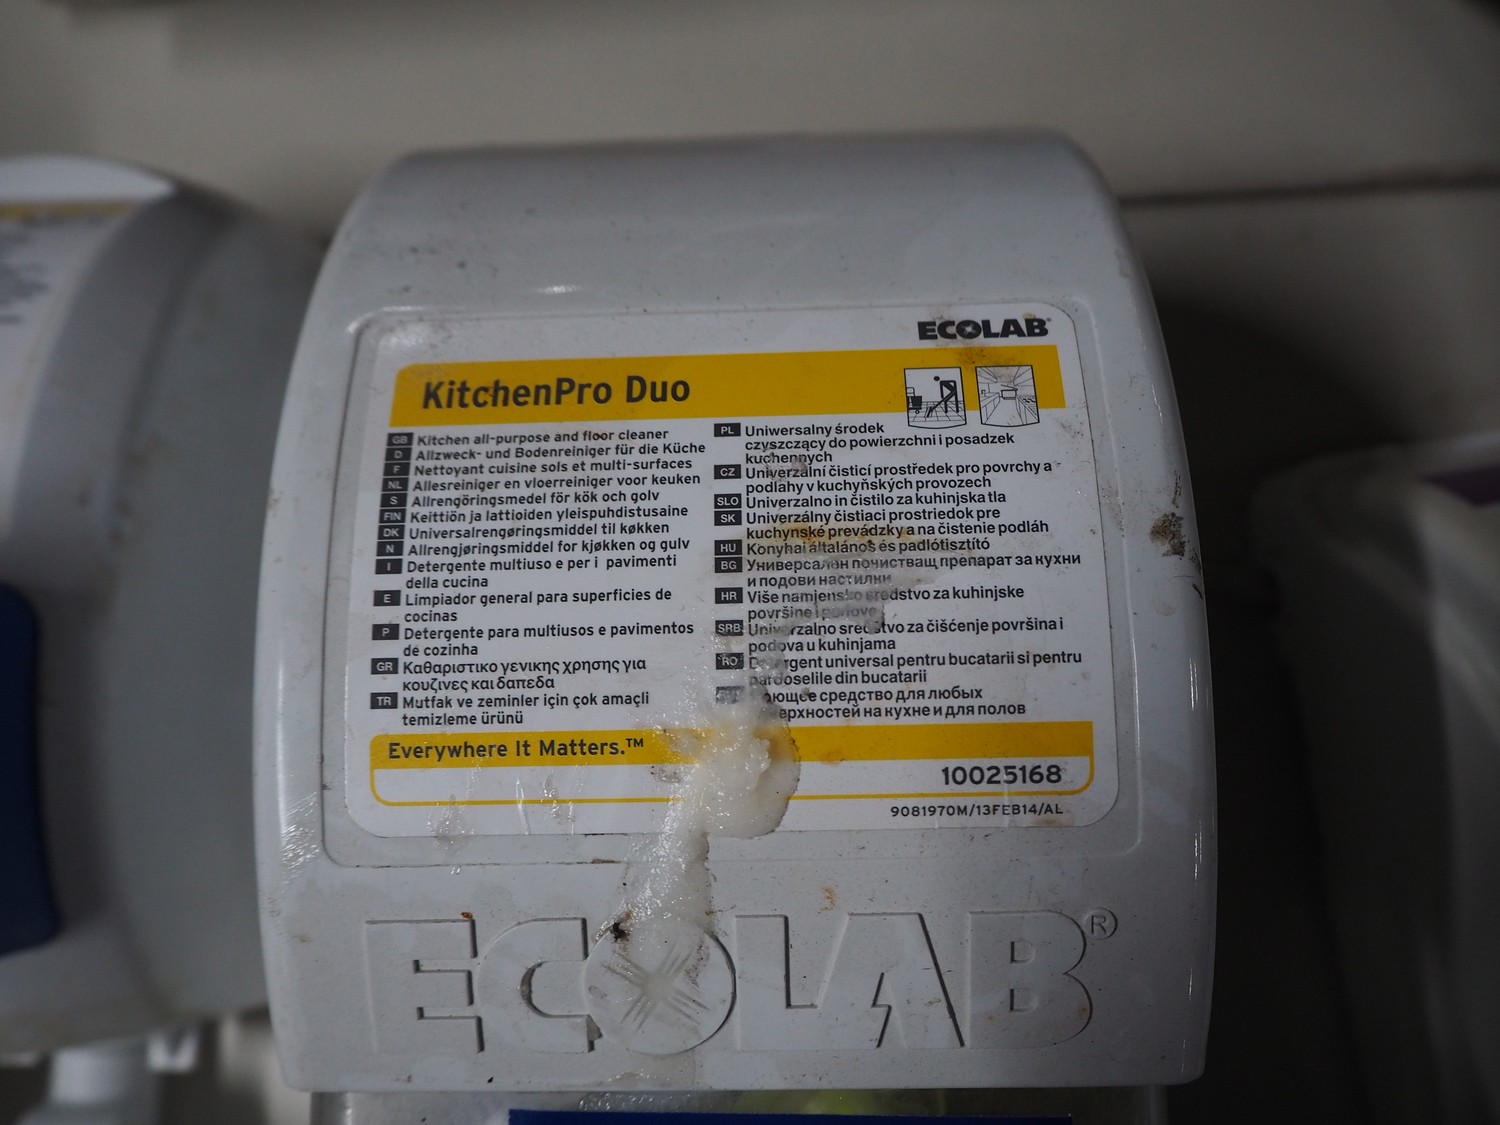 ECOLAB®
KitchenPro Duo
GB Kitchen all-purpose and floor cleaner
D Allzweck- und Bodenreiniger für die Küche
F Nettoyant cuisine sols et multi-surfaces
NL Allesreiniger en vloerreiniger voor keuken
S Allrengöringsmedel för kök och golv
FIN Keittiön ja lattioiden yleispuhdistusaine
DK Universalrengøringsmiddel til køkken
N Allrengjøringsmiddel for kjøkken og gulv
I Detergente multiuso e per i pavimenti
della cucina
E Limpiador general para superficies de
cocinas
P Detergente para multiusos e pavimentos
de cozinha
GR Καθαριστικο γενικης χρησης για
κουζινες και δαπεδα
TR Mutfak ve zeminler için çok amaçli
temizleme ürünü
PL Uniwersalny środek
czyszczący do powierzchni i posadzek
kuchennych
CZ Univerzální čisticí prostředek pro povrchy a
podlahy v kuchyňských provozech
SLO Univerzalno in čistilo za kuhinjska tla
SK Univerzálny čistiaci prostriedok pre
kuchynské prevádzky a na čistenie podláh
HU Konyhai általános és padlótisztító
BG Универсален почистващ препарат за кухни
и подови настилки
HR Više namjensko sredstvo za kuhinjske
površine i podove
SRB Univerzalno sredstvo za čišćenje površina i
podova u kuhinjama
RO universal pentru bucatarii si pentru
pardoselile din bucatarii
средство для любых
на кухне и для полов
Everywhere It Matters.™
10025168
9081970M/13FEB14/AL
ECOLAB®